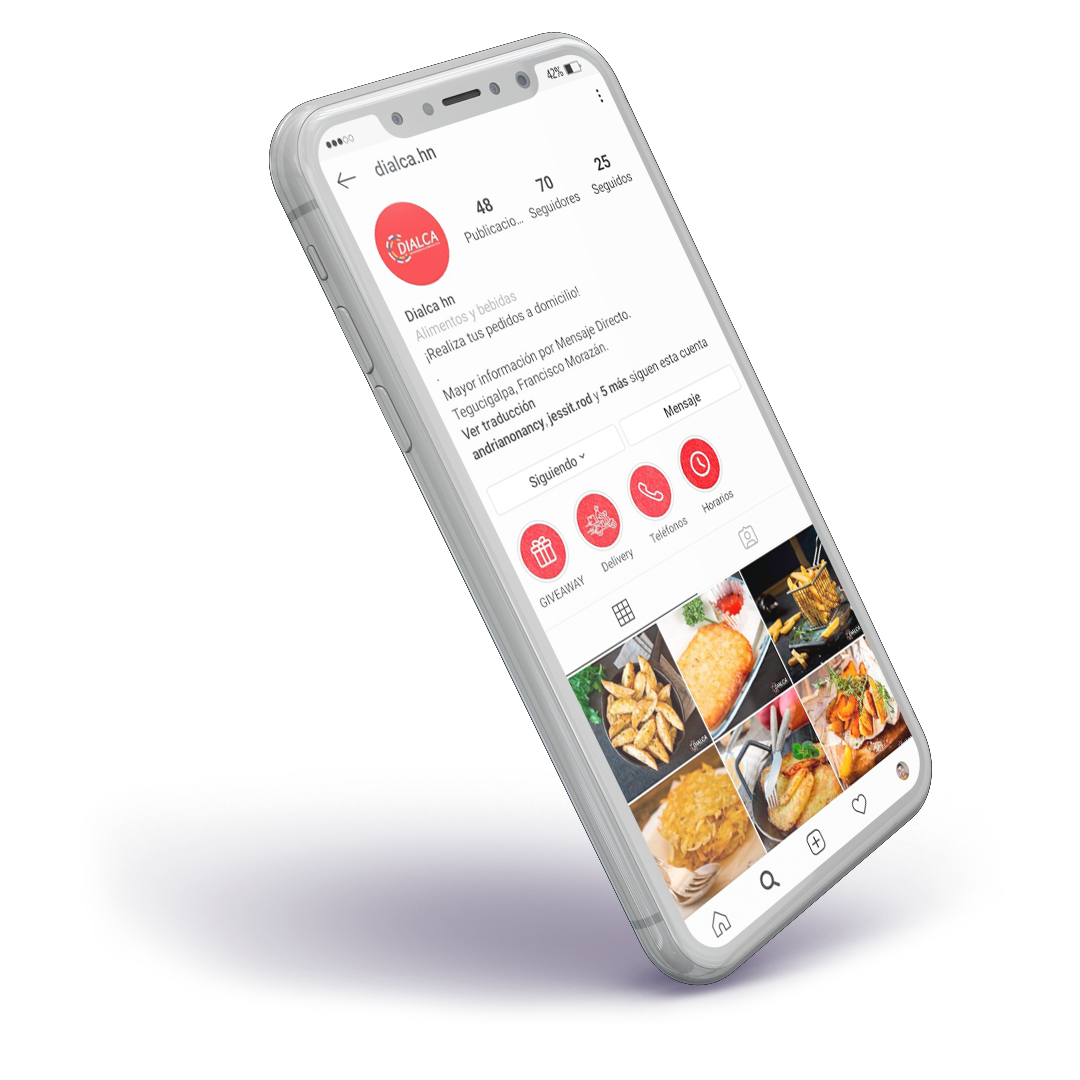 42%
dialca.hn
48
Publicacio...
70
Seguidores
25
Seguidos
DIALCA
Dialca hn
Alimentos y bebidas
¡Realiza tus pedidos a domicilio!
.
Mayor información por Mensaje Directo.
Tegucigalpa, Francisco Morazán.
Ver traducción
andrianonancy, jessit.rod y 5 más siguen esta cuenta
Siguiendo
Mensaje
GIVEAWAY
Delivery
Teléfonos
Horarios
DIALCA
DIALCA
DIALCA
DIALCA